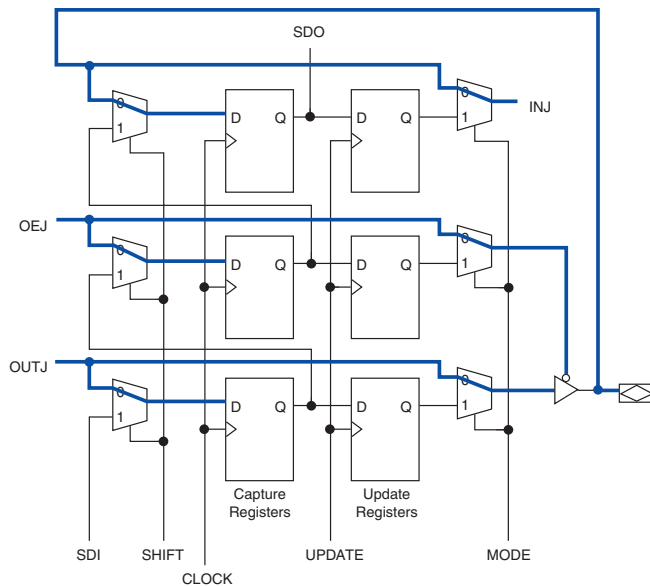 SDO
0
1
D Q
D Q
0
1
INJ
OEJ
0
1
D Q
D Q
0
1
OUTJ
0
1
D Q
D Q
0
1
Capture
Registers
Update
Registers
SDI
SHIFT
CLOCK
UPDATE
MODE